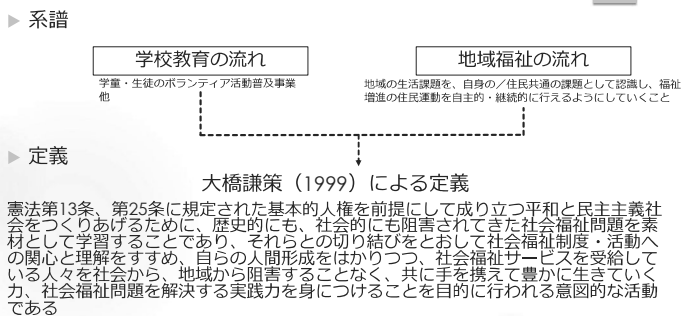 系譜
学校教育の流れ
学童・生徒のボランティア活動普及事業
他
地域福祉の流れ
地域の生活課題を、自身の／住民共通の課題として認識し、福祉
増進の住民運動を自主的・継続的に行えるようにしていくこと
定義
大橋謙策（1999）による定義
憲法第13条、第25条に規定された基本的人権を前提にして成り立つ平和と民主主義社
会をつくりあげるために、歴史的にも、社会的にも阻害されてきた社会福祉問題を素
材として学習することであり、それらとの切り結びをとおして社会福祉制度・活動へ
の関心と理解をすすめ、自らの人間形成をはかりつつ、社会福祉サービスを受給して
いる人々を社会から、地域から阻害することなく、共に手を携えて豊かに生きていく
力、社会福祉問題を解決する実践力を身につけることを目的に行われる意図的な活動
である